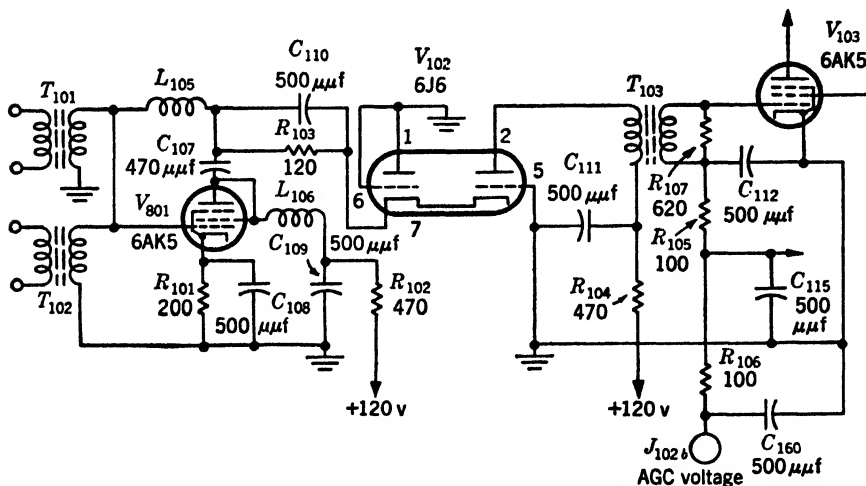 C110
500 μμf
V102
6J6
V103
6AK5
T101
L105
T103
R103
120
C107
470 μμf
1
2
V801
6AK5
L106
6
5
7
C111
500 μμf
R107
620
C112
500 μμf
R105
100
T102
500 μμf
C109
R101
200
C108
500 μμf
R102
470
R104
470
C115
500
μμf
R106
100
+120 v
+120 v
J102b
AGC voltage
C160
500 μμf